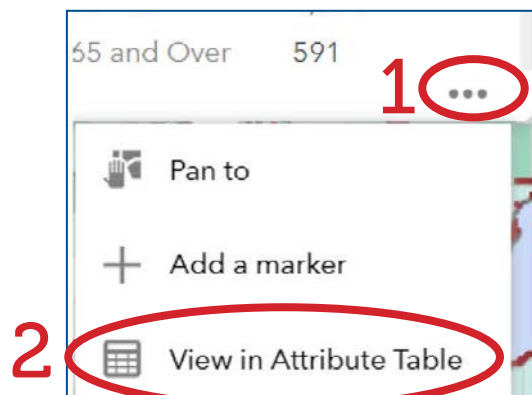 65 and Over 591
1 •••
Pan to
Add a marker
2 View in Attribute Table